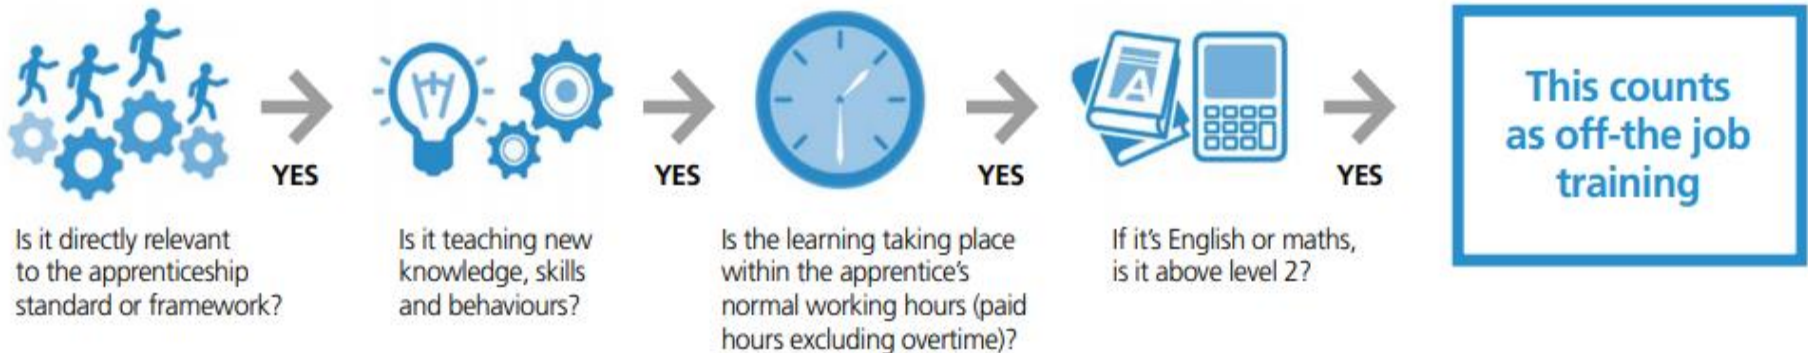 YES
YES
YES
YES
Is it directly relevant
to the apprenticeship
standard or framework?
Is it teaching new
knowledge, skills
and behaviours?
Is the learning taking place
within the apprentice's
normal working hours (paid
hours excluding overtime)?
A
If it's English or maths,
is it above level 2?
This counts
as off-the job
training